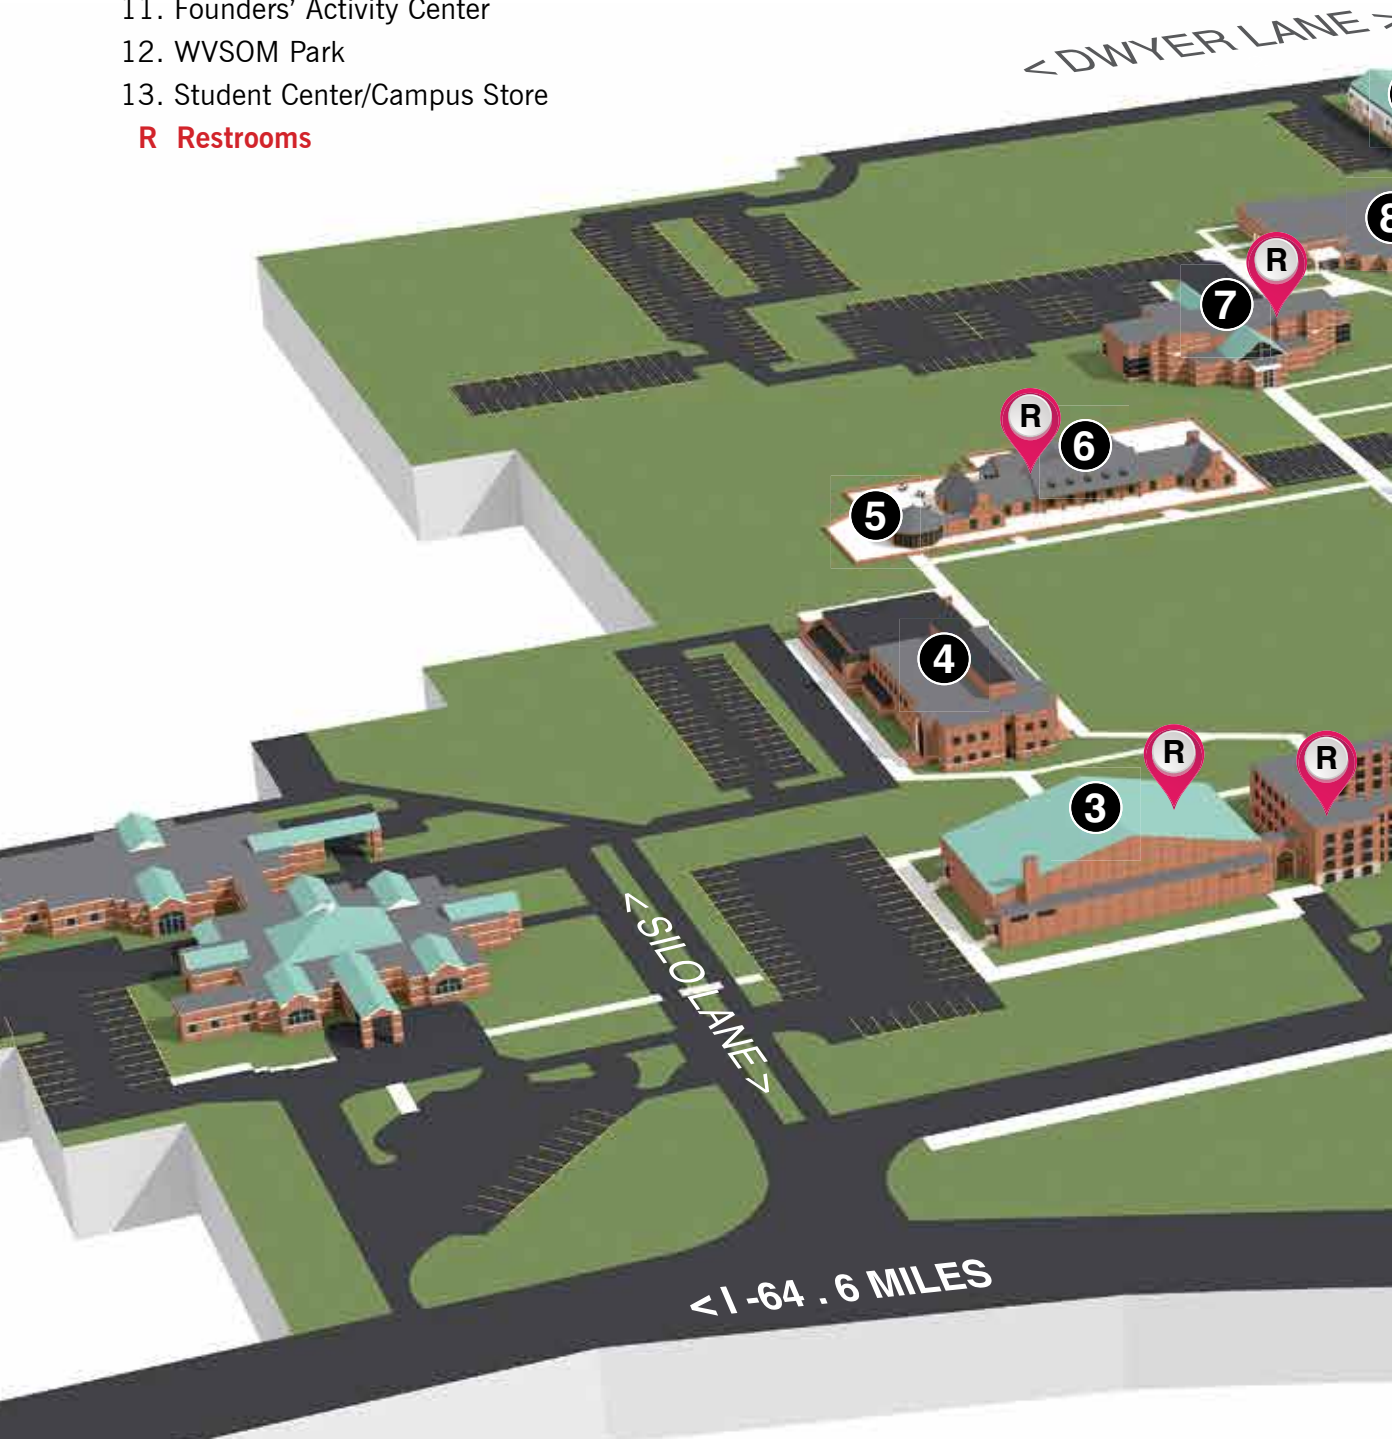 11. Founders’ Activity Center
12. WVSOM Park
13. Student Center/Campus Store
R Restrooms
< DWYER LANE >
8
R
7
R
6
5
4
R
R
3
< SILO LANE >
< I -64 . 6 MILES